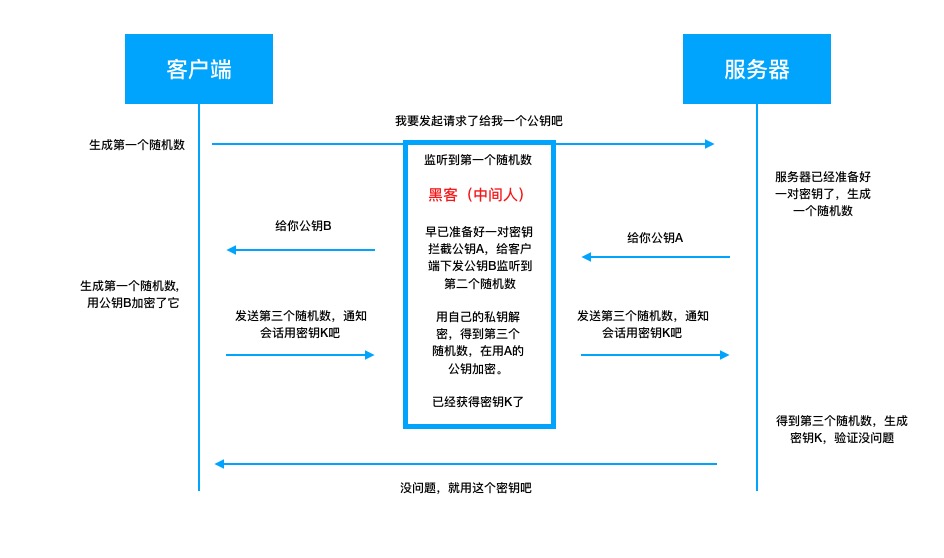 客户端
服务器
我要发起请求了给我一个公钥吧
生成第一个随机数
监听到第一个随机数
黑客（中间人）
服务器已经准备好
一对密钥了，生成
一个随机数
给你公钥B
给你公钥A
早已准备好一对密钥
拦截公钥A，给客户
端下发公钥B监听到
第二个随机数
生成第一个随机数,
用公钥B加密了它
发送第三个随机数，通知
会话用密钥K吧
用自己的私钥解
密，得到第三个
随机数，在用A的
公钥加密。
发送第三个随机数，通知
会话用密钥K吧
已经获得密钥K了
得到第三个随机数，生成
密钥K，验证没问题
没问题，就用这个密钥吧